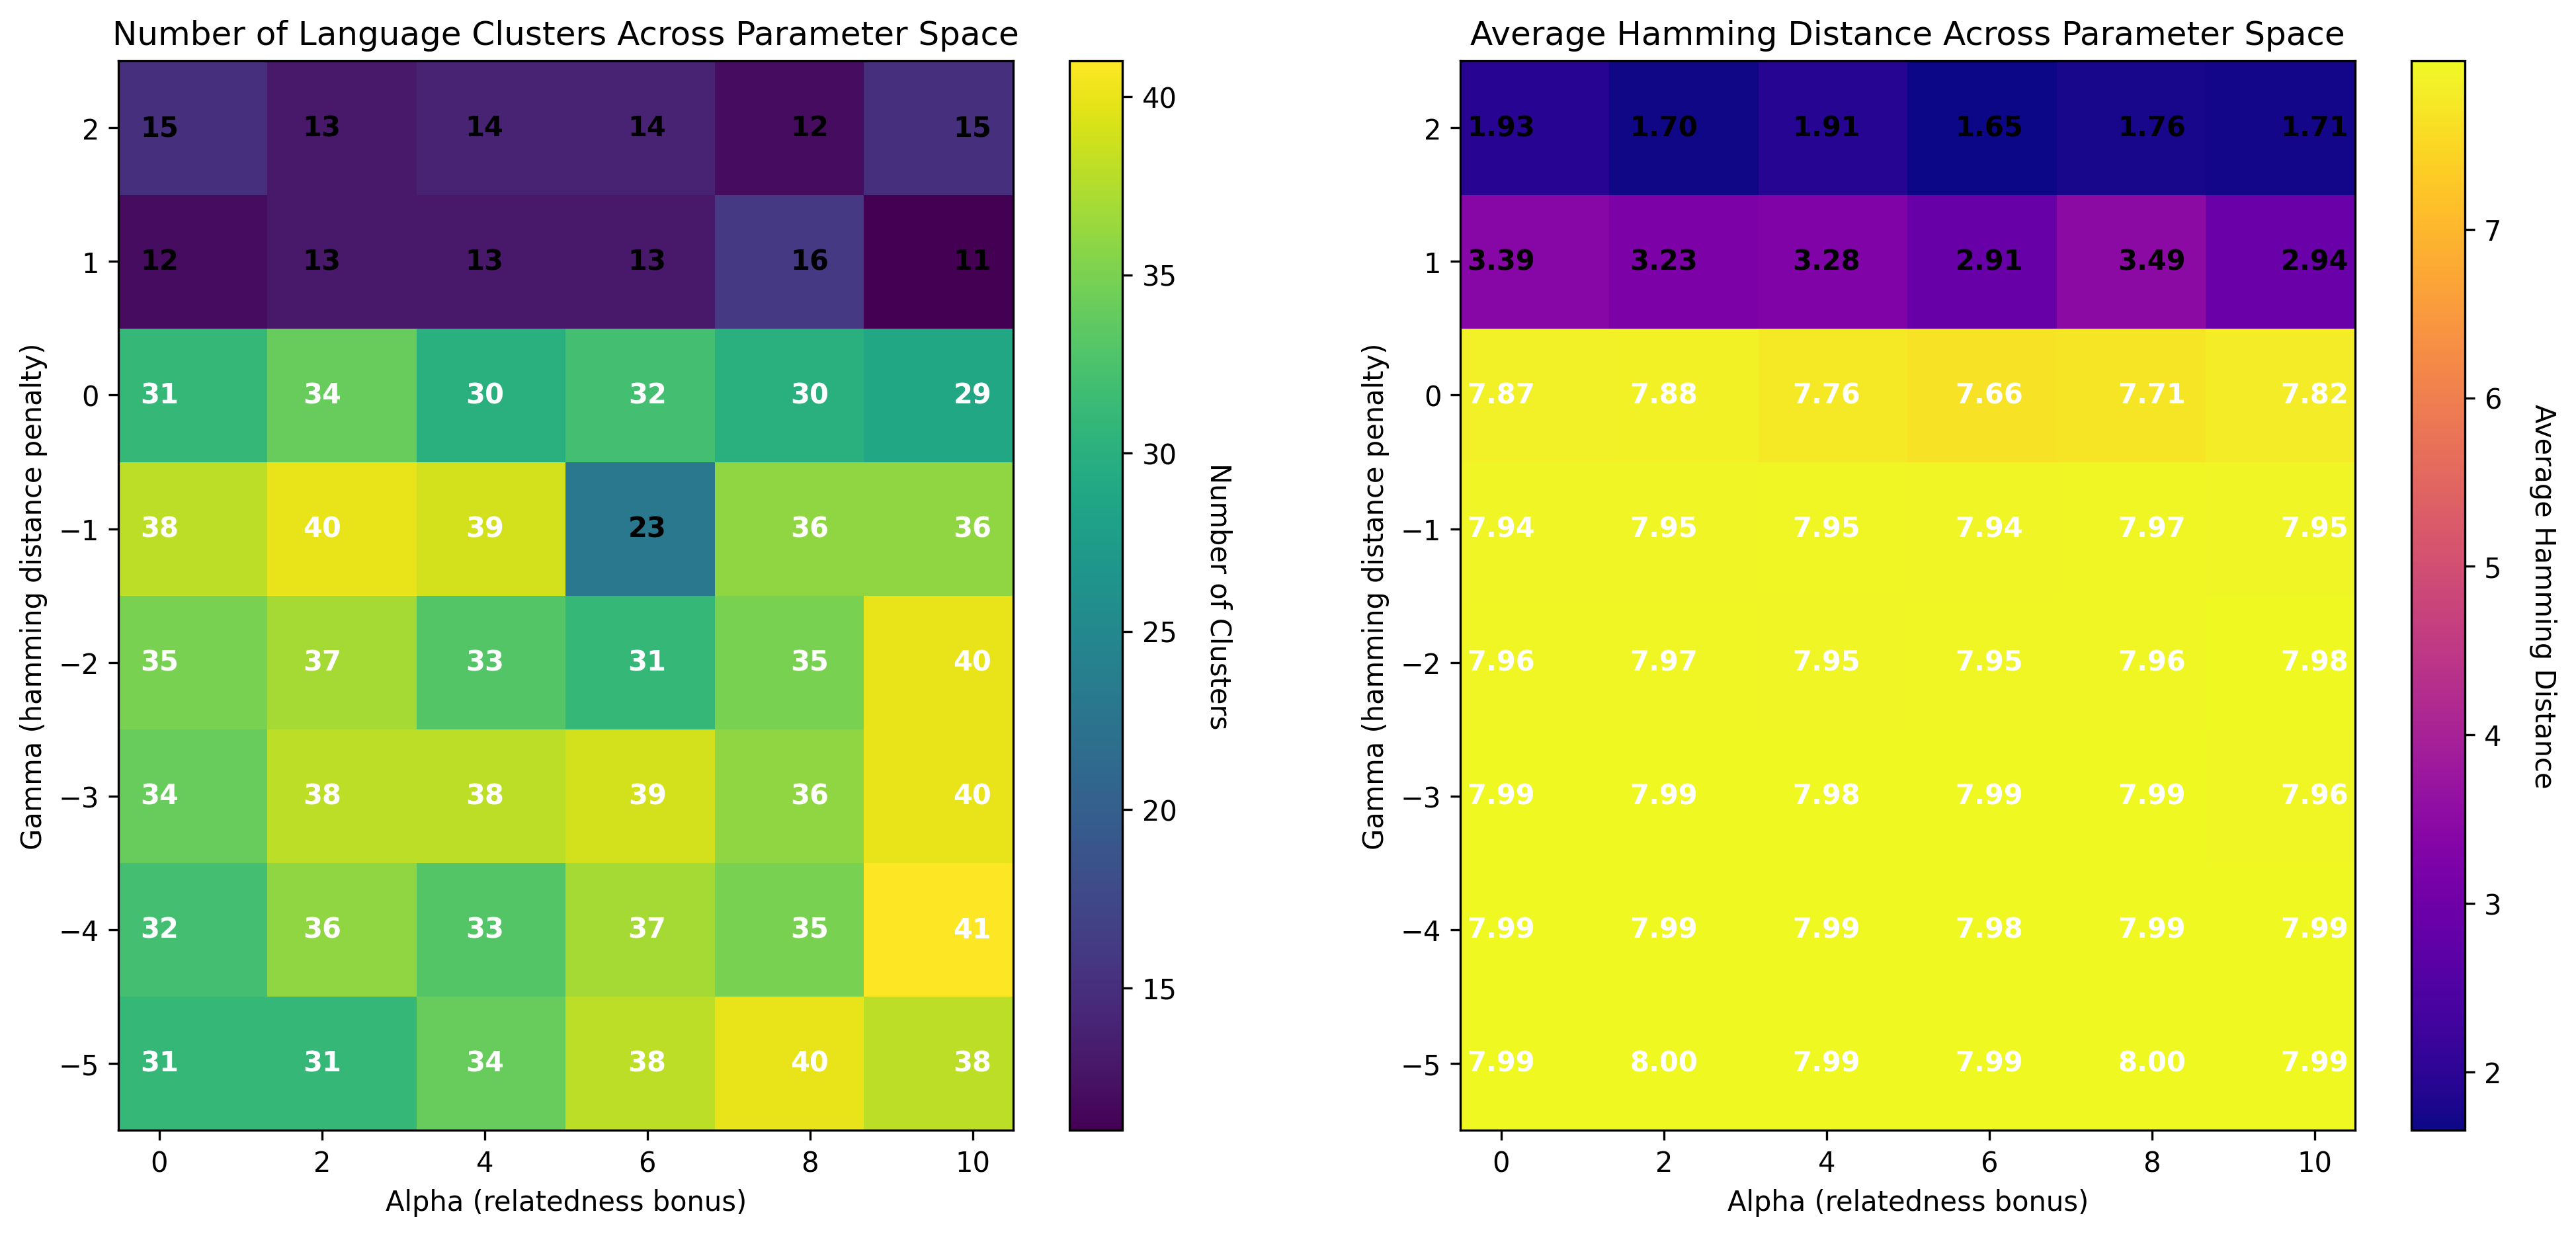 Number of Language Clusters Across Parameter Space
2 15 13 14 14 12 15
1 12 13 13 13 16 11
0 31 34 30 32 30 29
−1 38 40 39 23 36 36
−2 35 37 33 31 35 40
−3 34 38 38 39 36 40
−4 32 36 33 37 35 41
−5 31 31 34 38 40 38
0 2 4 6 8 10
Alpha (relatedness bonus)
Gamma (hamming distance penalty)
40
35
30
25
20
15
Number of Clusters
Average Hamming Distance Across Parameter Space
2 1.93 1.70 1.91 1.65 1.76 1.71
1 3.39 3.23 3.28 2.91 3.49 2.94
0 7.87 7.88 7.76 7.66 7.71 7.82
−1 7.94 7.95 7.95 7.94 7.97 7.95
−2 7.96 7.97 7.95 7.95 7.96 7.98
−3 7.99 7.99 7.98 7.99 7.99 7.96
−4 7.99 7.99 7.99 7.98 7.99 7.99
−5 7.99 8.00 7.99 7.99 8.00 7.99
0 2 4 6 8 10
Alpha (relatedness bonus)
Gamma (hamming distance penalty)
7
6
5
4
3
2
Average Hamming Distance